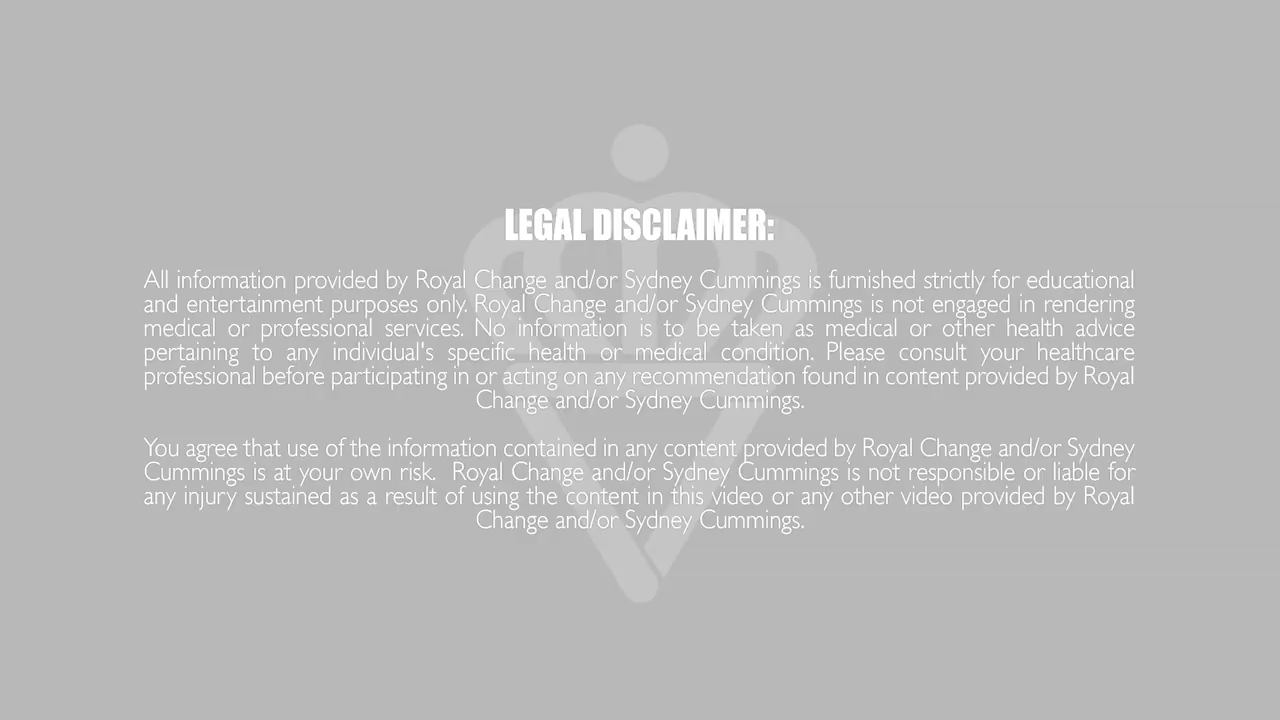 LEGAL DISCLAIMER:
All information provided by Royal Change and/or Sydney Cummings is furnished strictly for educational
and entertainment purposes only. Royal Change and/or Sydney Cummings is not engaged in rendering
medical or professional services. No information is to be taken as medical or other health advice
pertaining to any individual's specific health or medical condition. Please consult your healthcare
professional before participating in or acting on any recommendation found in content provided by Royal
Change and/or Sydney Cummings.
You agree that use of the information contained in any content provided by Royal Change and/or Sydney
Cummings is at your own risk. Royal Change and/or Sydney Cummings is not responsible or liable for
any injury sustained as a result of using the content in this video or any other video provided by Royal
Change and/or Sydney Cummings.